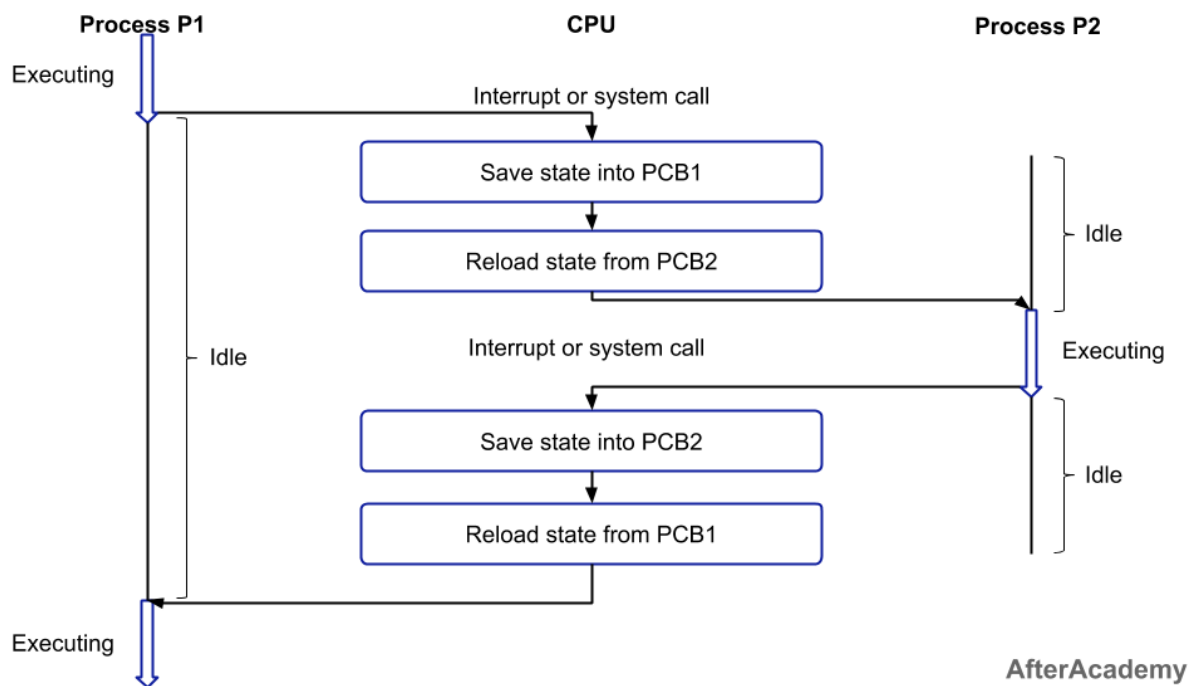 Process P1
CPU
Process P2
Executing
Interrupt or system call
Save state into PCB1
Idle
Reload state from PCB2
Idle
Interrupt or system call
Executing
Save state into PCB2
Idle
Reload state from PCB1
Executing
AfterAcademy